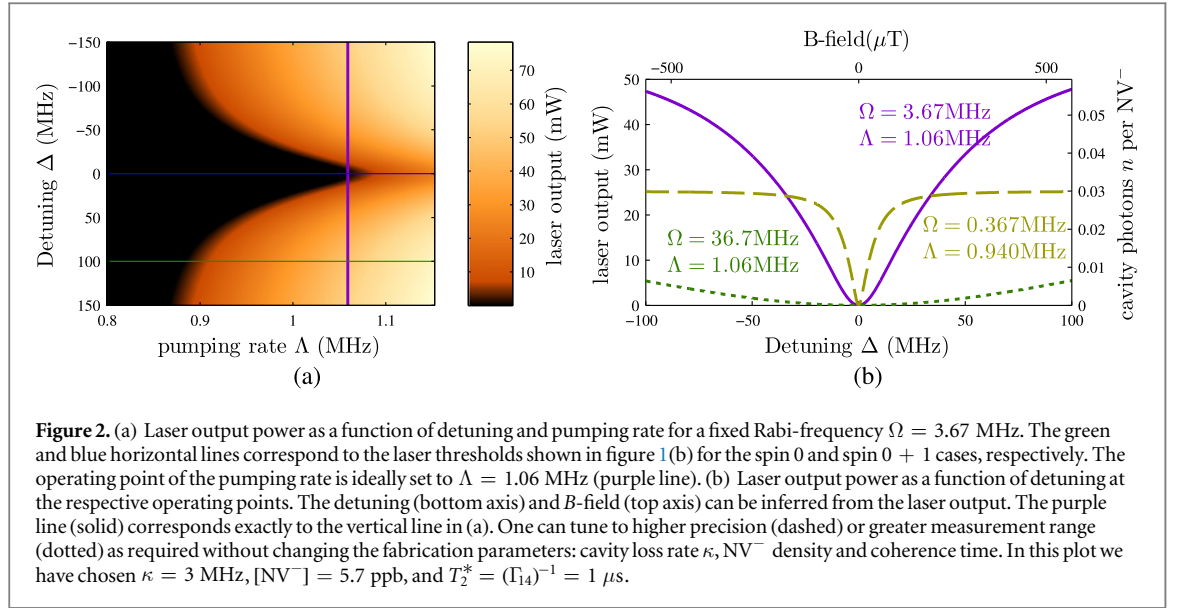 −150
−100
−50
0
50
100
150
Detuning Δ (MHz)
0.8
0.9
1
1.1
pumping rate Λ (MHz)
70
60
50
40
30
20
10
laser output (mW)
(a)
B-field(μT)
−500
0
500
50
40
30
20
10
0
laser output (mW)
0.05
0.04
0.03
0.02
0.01
0
cavity photons n per NV⁻
Ω = 3.67MHz
Λ = 1.06MHz
Ω = 36.7MHz
Λ = 1.06MHz
Ω = 0.367MHz
Λ = 0.940MHz
−100
−50
0
50
100
Detuning Δ (MHz)
(b)
Figure 2. (a) Laser output power as a function of detuning and pumping rate for a fixed Rabi-frequency Ω = 3.67 MHz. The green
and blue horizontal lines correspond to the laser thresholds shown in figure 1(b) for the spin 0 and spin 0 + 1 cases, respectively. The
operating point of the pumping rate is ideally set to Λ = 1.06 MHz (purple line). (b) Laser output power as a function of detuning at
the respective operating points. The detuning (bottom axis) and B-field (top axis) can be inferred from the laser output. The purple
line (solid) corresponds exactly to the vertical line in (a). One can tune to higher precision (dashed) or greater measurement range
(dotted) as required without changing the fabrication parameters: cavity loss rate κ, NV⁻ density and coherence time. In this plot we
have chosen κ = 3 MHz, [NV⁻] = 5.7 ppb, and T₂* = (Γ₁₄)⁻¹ = 1 μs.